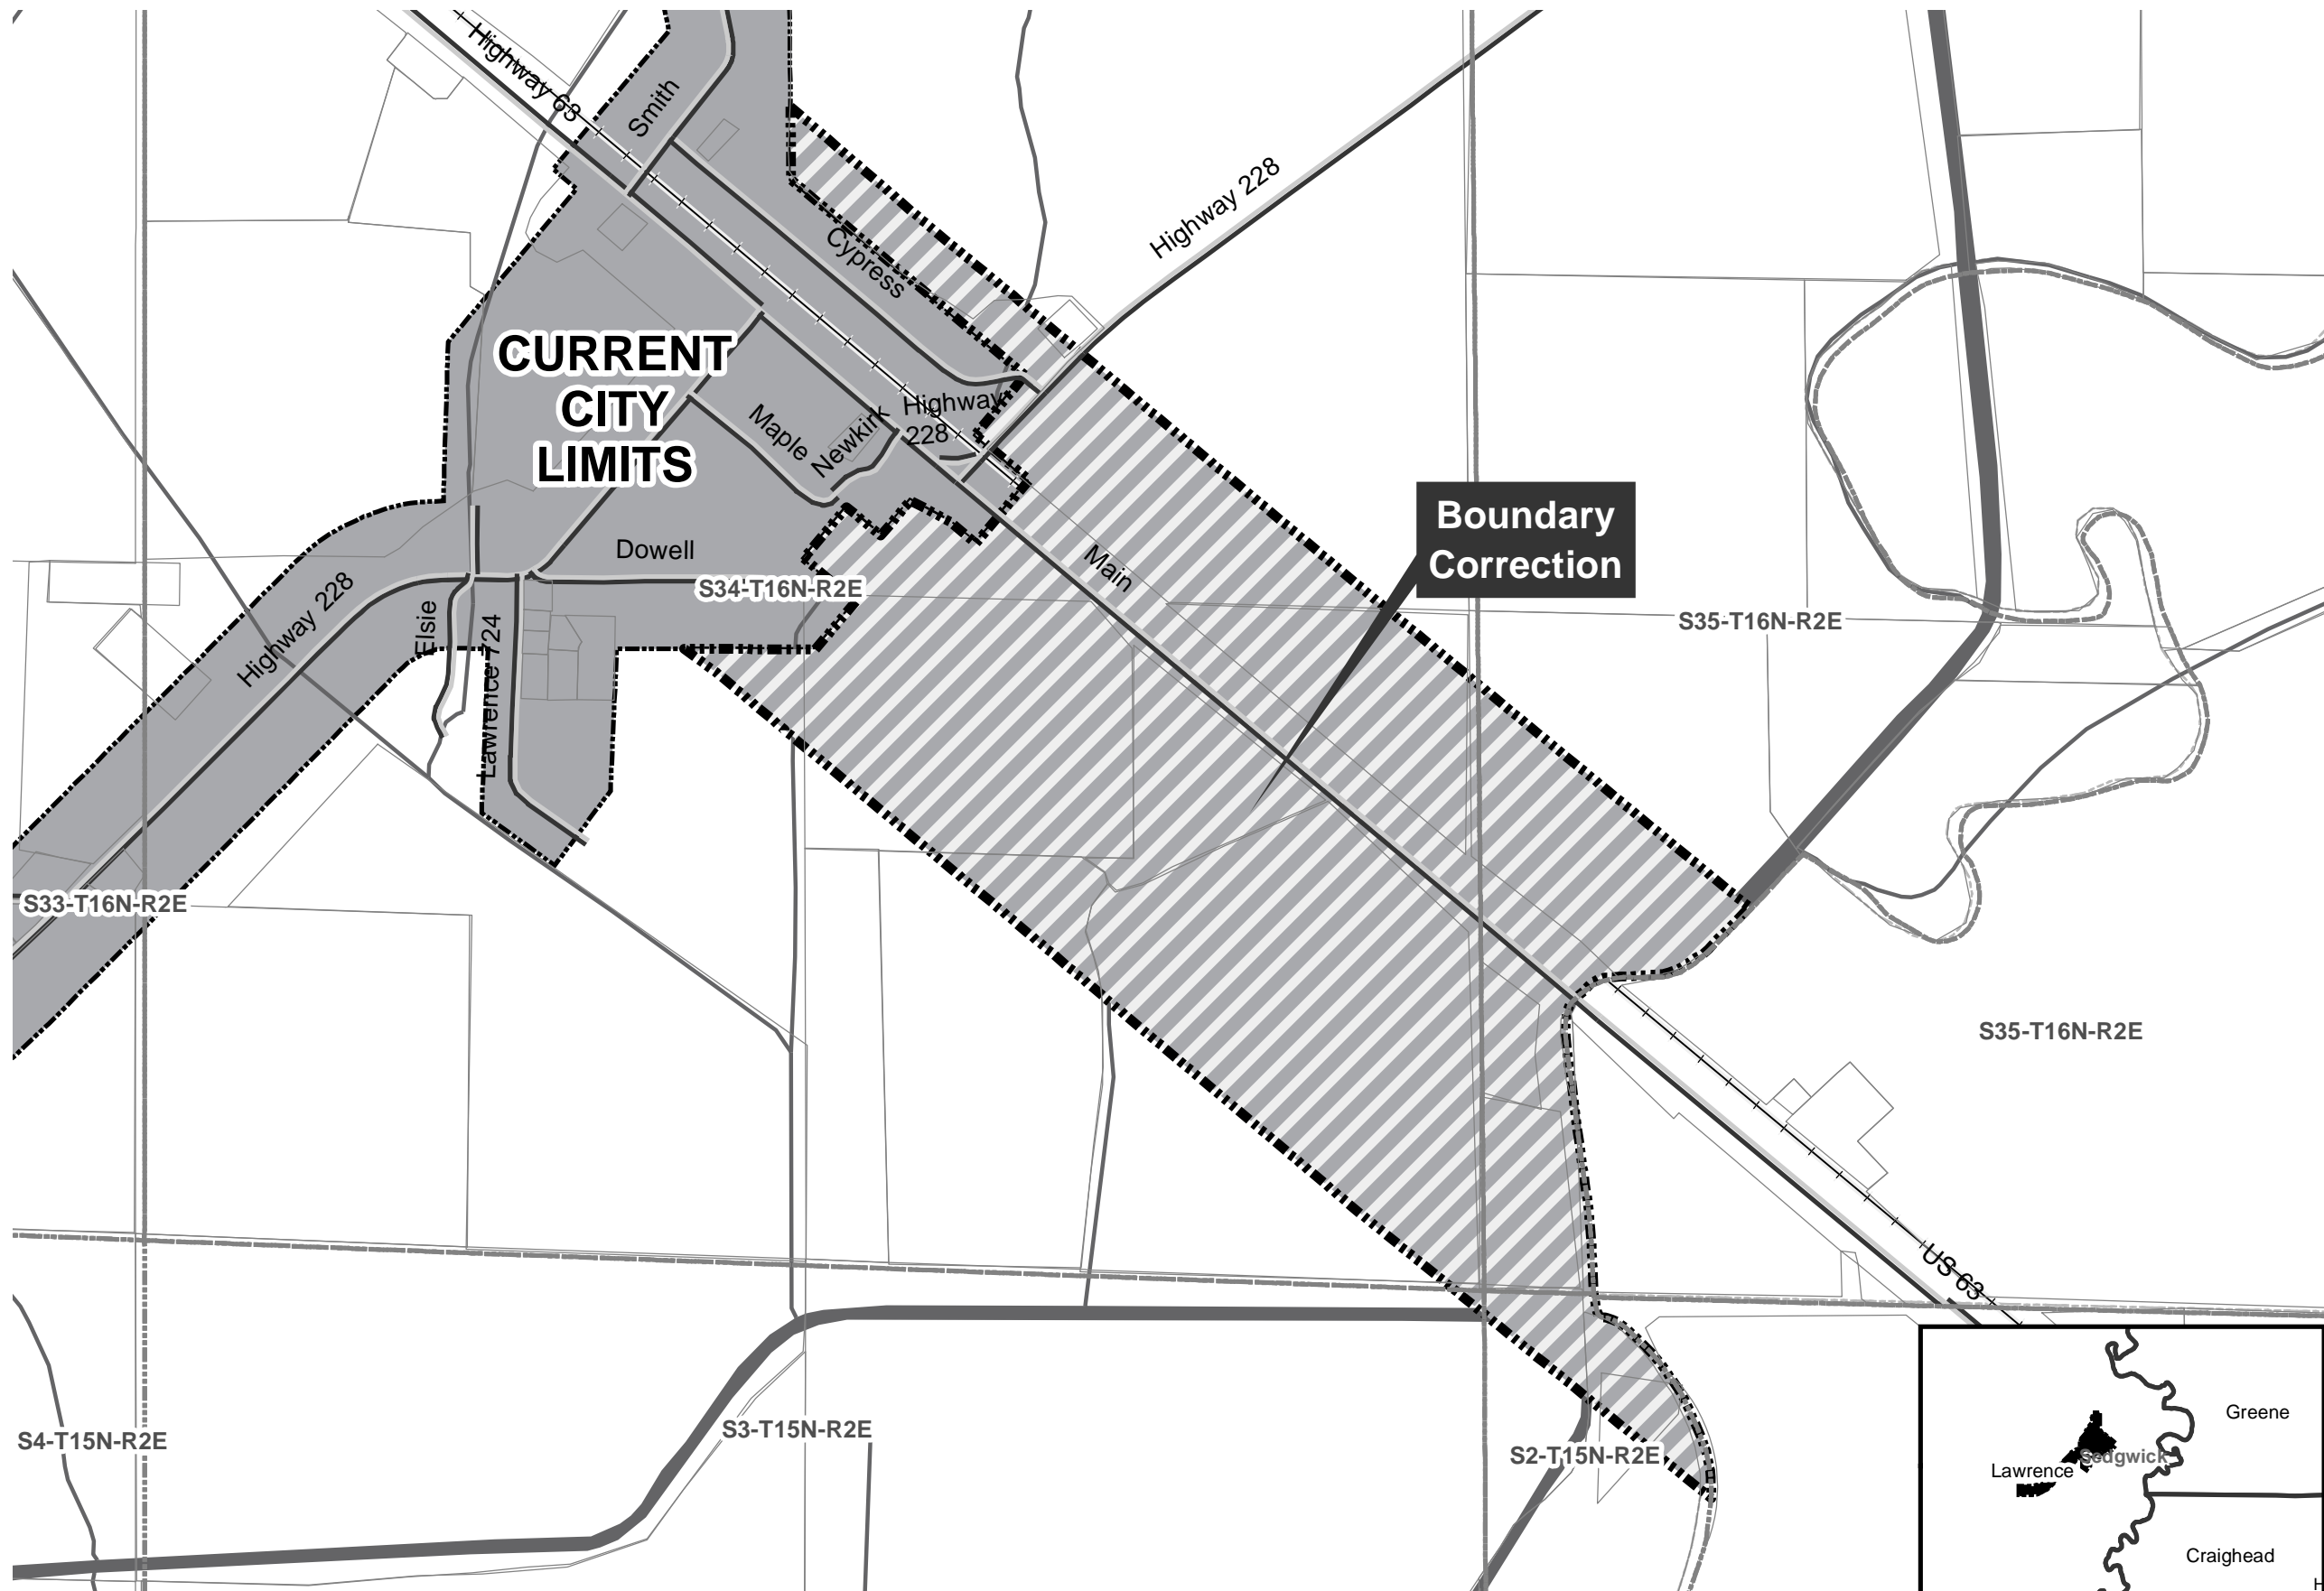 Highway 63
Smith
Highway 228
Cypress
CURRENT
CITY
LIMITS
Maple
Newkirk
Highway
228
Boundary
Correction
Main
Dowell
S34-T16N-R2E
S35-T16N-R2E
Highway 228
Elsie
Lawrence 724
S33-T16N-R2E
S35-T16N-R2E
US 63
S4-T15N-R2E
S3-T15N-R2E
S2-T15N-R2E
Greene
Sedgwick
Lawrence
Craighead